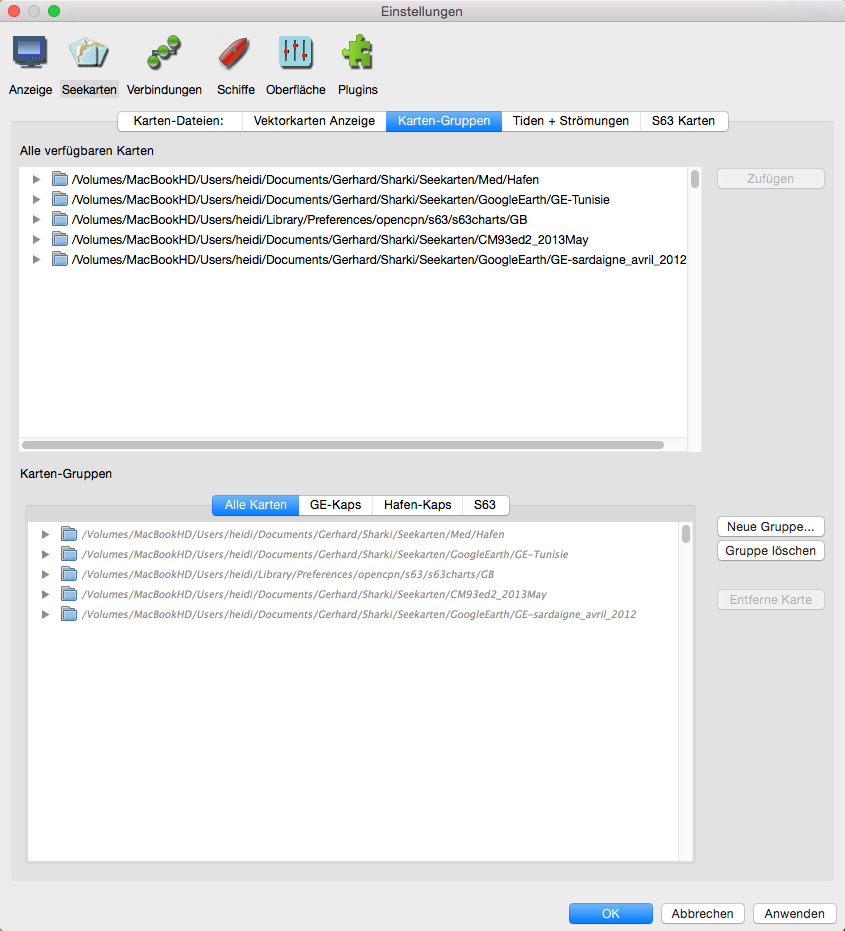 Einstellungen
Anzeige Seekarten Verbindungen Schiffe Oberfläche Plugins
Karten-Dateien: Vektorkarten Anzeige Karten-Gruppen Tiden + Strömungen S63 Karten
Alle verfügbaren Karten
/Volumes/MacBookHD/Users/heidi/Documents/Gerhard/Sharki/Seekarten/Med/Hafen Zufügen
/Volumes/MacBookHD/Users/heidi/Documents/Gerhard/Sharki/Seekarten/GoogleEarth/GE-Tunisie
/Volumes/MacBookHD/Users/heidi/Library/Preferences/opencpn/s63/s63charts/GB
/Volumes/MacBookHD/Users/heidi/Documents/Gerhard/Sharki/Seekarten/CM93ed2_2013May
/Volumes/MacBookHD/Users/heidi/Documents/Gerhard/Sharki/Seekarten/GoogleEarth/GE-sardaigne_avril_2012
Karten-Gruppen
Alle Karten GE-Kaps Hafen-Kaps S63
/Volumes/MacBookHD/Users/heidi/Documents/Gerhard/Sharki/Seekarten/Med/Hafen Neue Gruppe...
/Volumes/MacBookHD/Users/heidi/Documents/Gerhard/Sharki/Seekarten/GoogleEarth/GE-Tunisie Gruppe löschen
/Volumes/MacBookHD/Users/heidi/Library/Preferences/opencpn/s63/s63charts/GB
/Volumes/MacBookHD/Users/heidi/Documents/Gerhard/Sharki/Seekarten/CM93ed2_2013May Entferne Karte
/Volumes/MacBookHD/Users/heidi/Documents/Gerhard/Sharki/Seekarten/GoogleEarth/GE-sardaigne_avril_2012
OK Abbrechen Anwenden